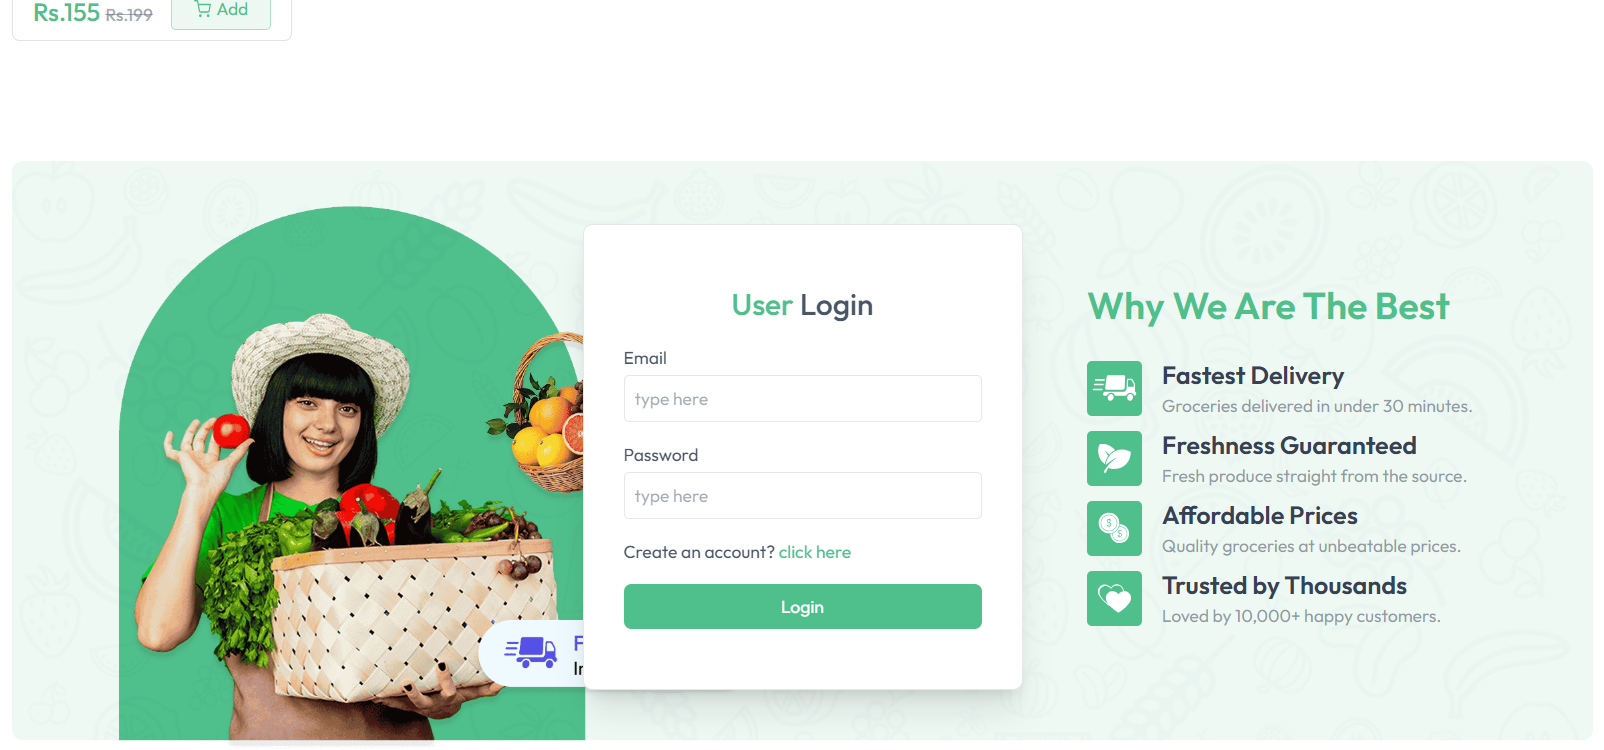 Rs.155 Rs.199 Add
User Login
Email
type here
Password
type here
Create an account? click here
Login
Why We Are The Best
Fastest Delivery
Groceries delivered in under 30 minutes.
Freshness Guaranteed
Fresh produce straight from the source.
Affordable Prices
Quality groceries at unbeatable prices.
Trusted by Thousands
Loved by 10,000+ happy customers.